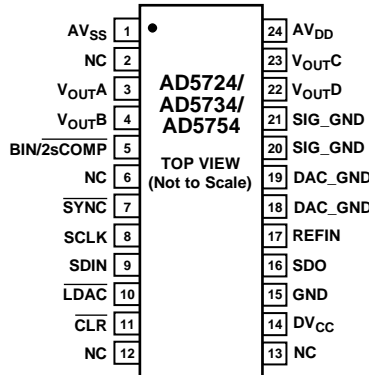 AVSS 1
NC 2
VOUTA 3
VOUTB 4
BIN/2sCOMP 5
NC 6
SYNC 7
SCLK 8
SDIN 9
LDAC 10
CLR 11
NC 12
AD5724/
AD5734/
AD5754
TOP VIEW
(Not to Scale)
24 AVDD
23 VOUTC
22 VOUTD
21 SIG_GND
20 SIG_GND
19 DAC_GND
18 DAC_GND
17 REFIN
16 SDO
15 GND
14 DVCC
13 NC